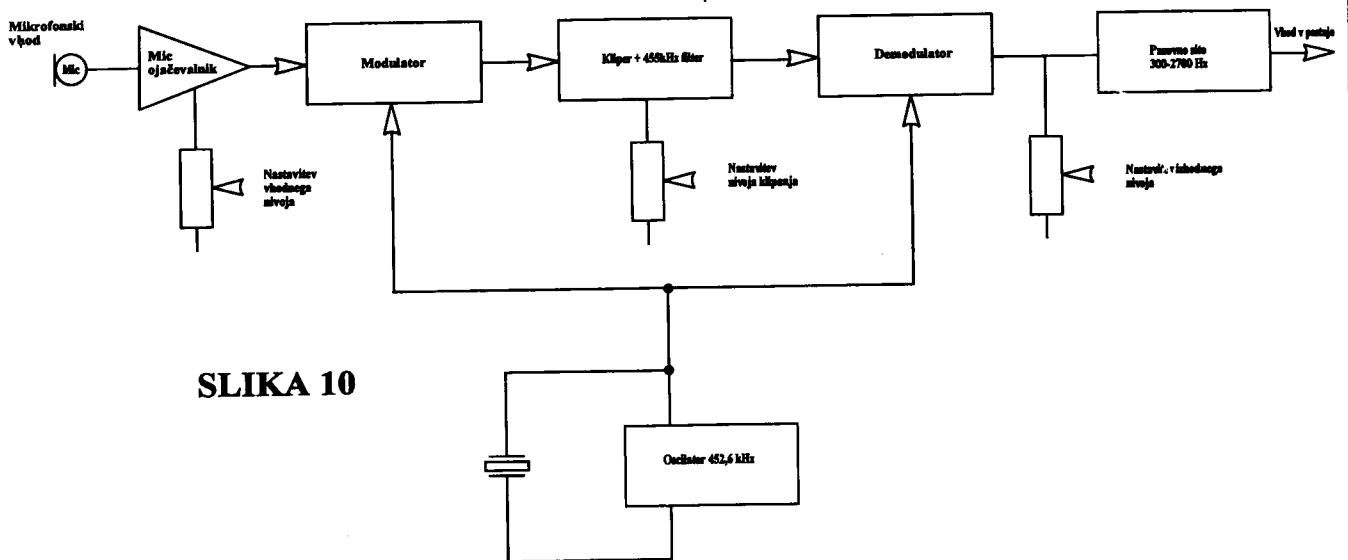 Mikrofonski
vhod
Mic
Mic
ojačevalnik
Modulator
Kliper + 455kHz filter
Demodulator
Pasovno sito
300-2700 Hz
Vhod v postajo
Nastavitev
vhodnega
nivoja
Nastavitev
nivoja klipanja
nivoja
SLIKA 10
Oscilator 452,6 kHz